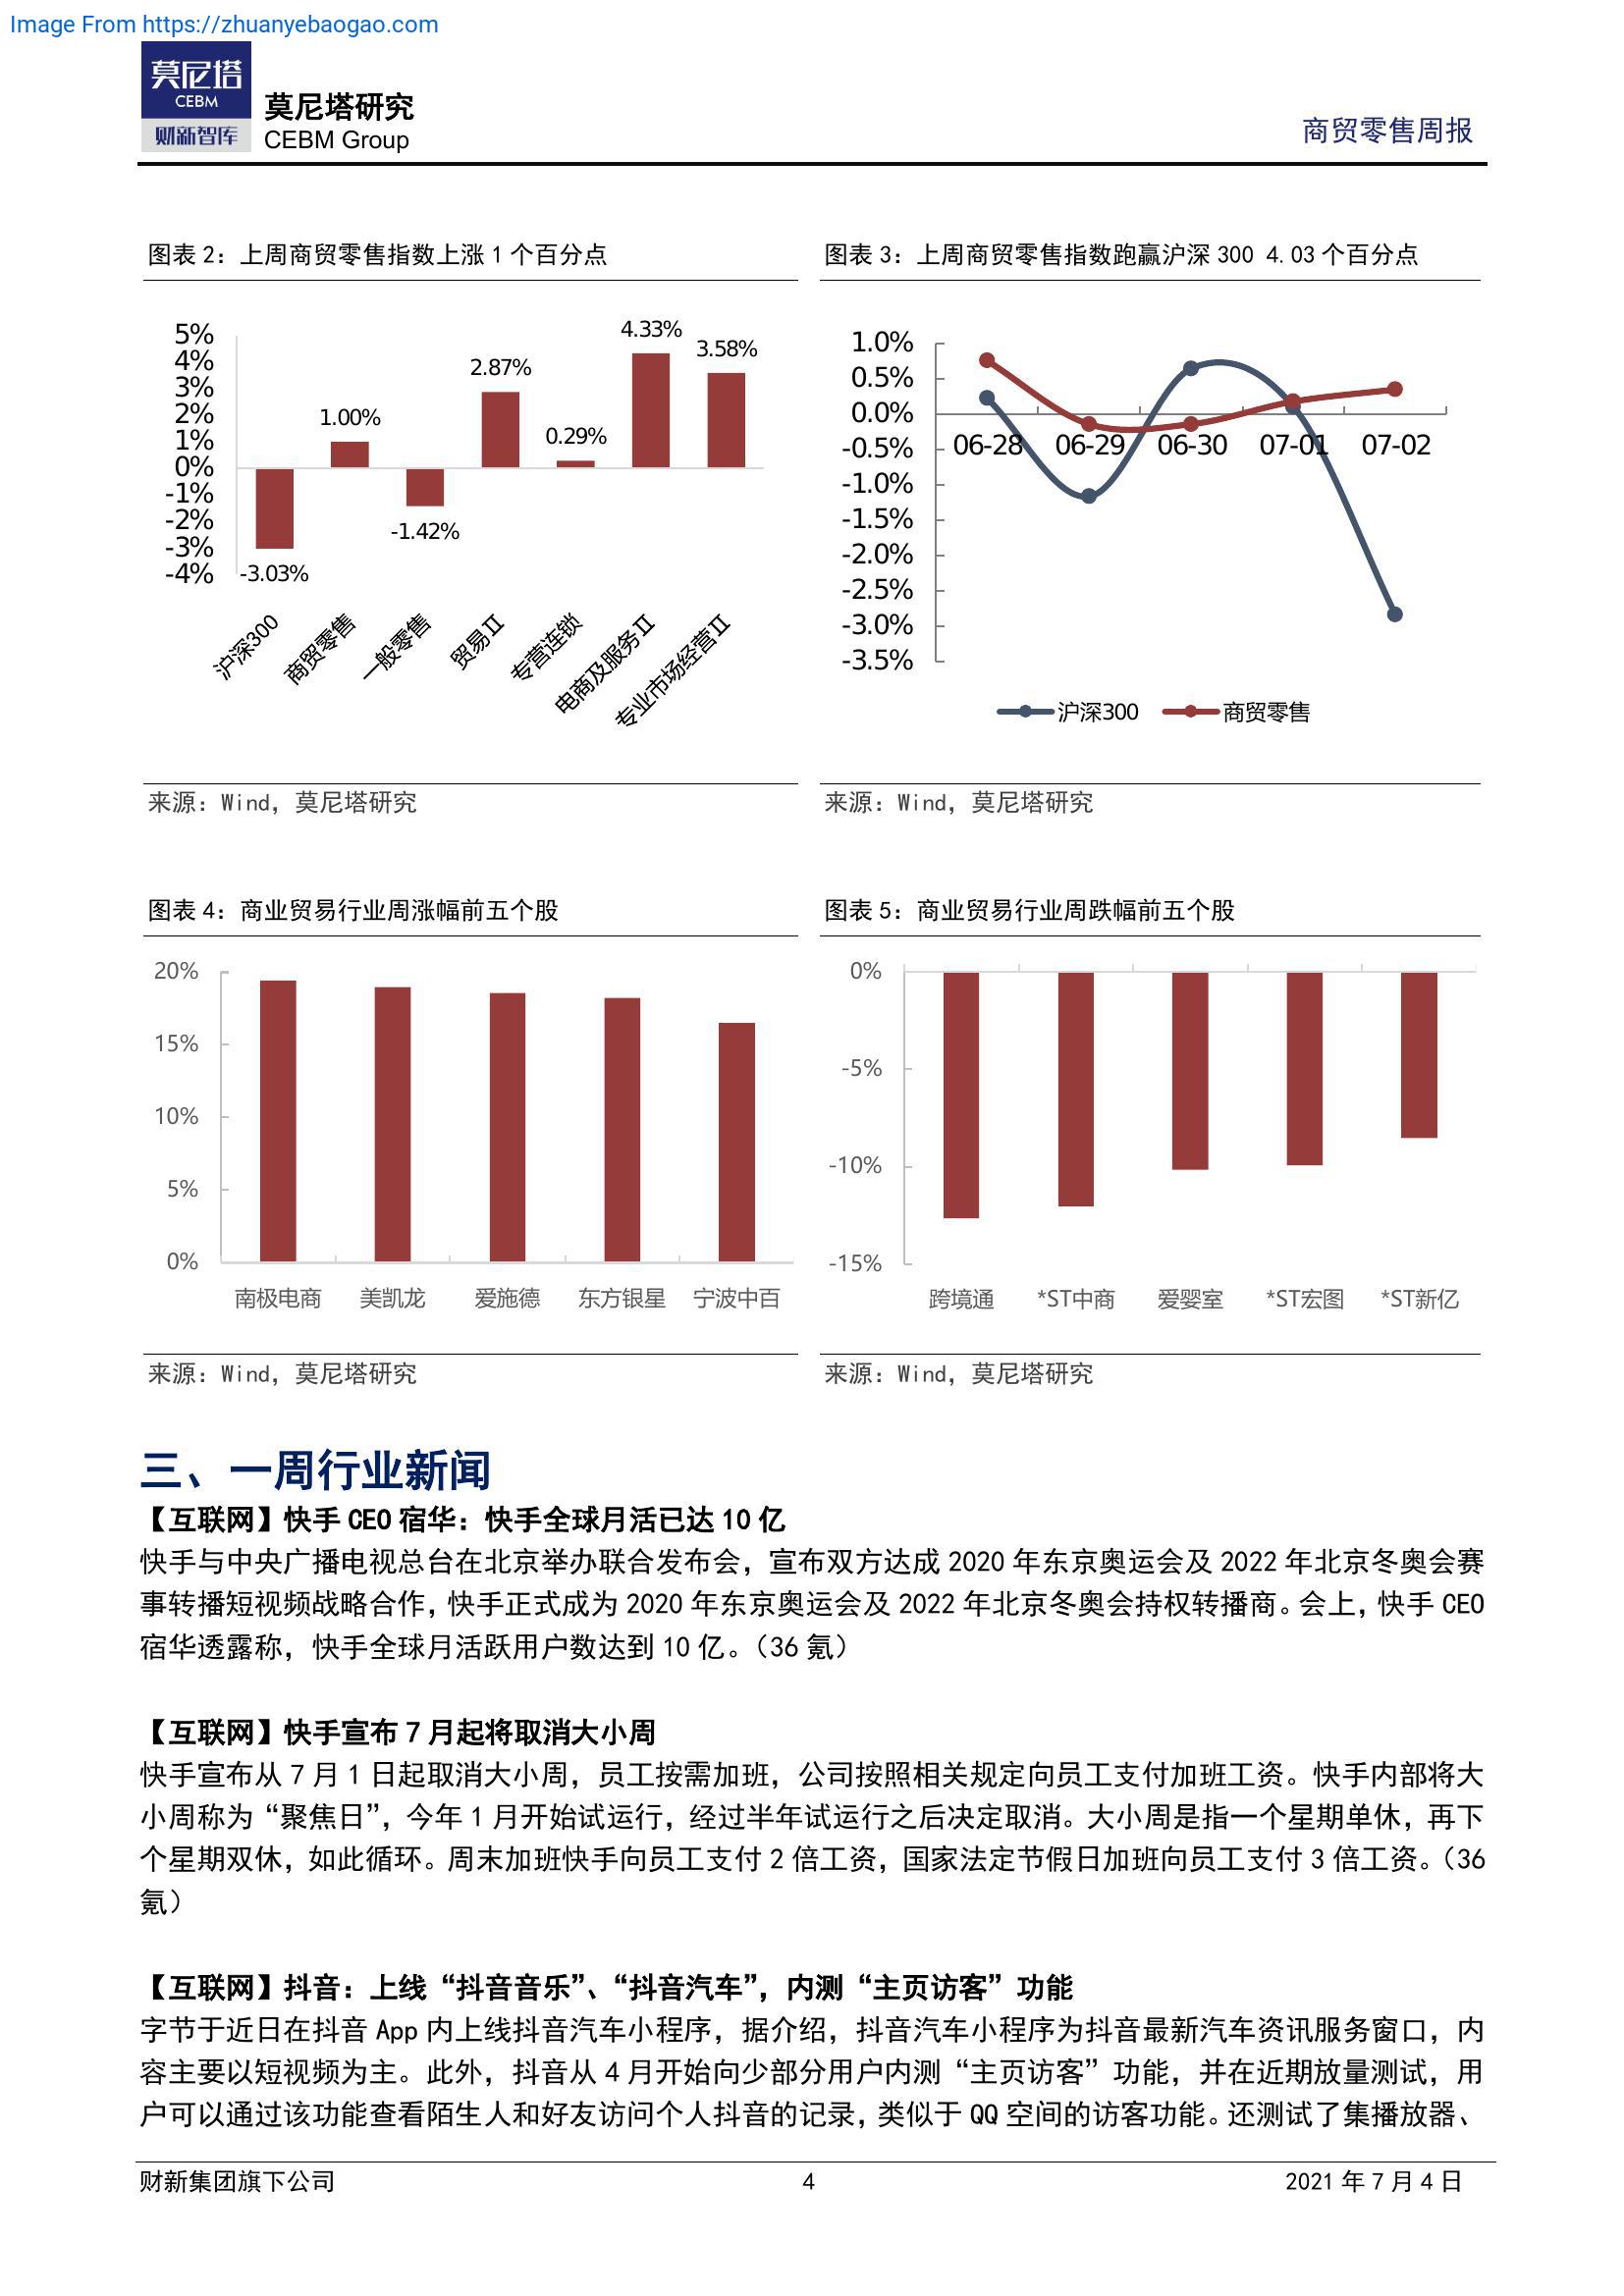 Image From https://zhuanyebaogao.com
莫尼塔
CEBM
财新智库
莫尼塔研究
CEBM Group
商贸零售周报
图表 2：上周商贸零售指数上涨 1 个百分点
5%
4%
3%
2%
1%
0%
-1%
-2%
-3%
-4%
-3.03%
1.00%
-1.42%
2.87%
0.29%
4.33%
3.58%
沪深300
商贸零售
一般零售
贸易Ⅱ
专营连锁
电商及服务Ⅱ
专业市场经营Ⅱ
来源：Wind，莫尼塔研究
图表 3：上周商贸零售指数跑赢沪深 300 4.03 个百分点
1.0%
0.5%
0.0%
-0.5%
-1.0%
-1.5%
-2.0%
-2.5%
-3.0%
-3.5%
06-28
06-29
06-30
07-01
07-02
沪深300
商贸零售
来源：Wind，莫尼塔研究
图表 4：商业贸易行业周涨幅前五个股
20%
15%
10%
5%
0%
南极电商
美凯龙
爱施德
东方银星
宁波中百
来源：Wind，莫尼塔研究
图表 5：商业贸易行业周跌幅前五个股
0%
-5%
-10%
-15%
跨境通
*ST中商
爱婴室
*ST宏图
*ST新亿
来源：Wind，莫尼塔研究
三、一周行业新闻
【互联网】快手 CEO 宿华：快手全球月活已达 10 亿
快手与中央广播电视总台在北京举办联合发布会，宣布双方达成 2020 年东京奥运会及 2022 年北京冬奥会赛
事转播短视频战略合作，快手正式成为 2020 年东京奥运会及 2022 年北京冬奥会持权转播商。会上，快手 CEO
宿华透露称，快手全球月活跃用户数达到 10 亿。（36 氪）
【互联网】快手宣布 7 月起将取消大小周
快手宣布从 7 月 1 日起取消大小周，员工按需加班，公司按照相关规定向员工支付加班工资。快手内部将大
小周称为“聚焦日”，今年 1 月开始试运行，经过半年试运行之后决定取消。大小周是指一个星期单休，再下
个星期双休，如此循环。周末加班快手向员工支付 2 倍工资，国家法定节假日加班向员工支付 3 倍工资。（36
氪）
【互联网】抖音：上线“抖音音乐”、“抖音汽车”，内测“主页访客”功能
字节于近日在抖音 App 内上线抖音汽车小程序，据介绍，抖音汽车小程序为抖音最新汽车资讯服务窗口，内
容主要以短视频为主。此外，抖音从 4 月开始向少部分用户内测“主页访客”功能，并在近期放量测试，用
户可以通过该功能查看陌生人和好友访问个人抖音的记录，类似于 QQ 空间的访客功能。还测试了集播放器、
财新集团旗下公司
4
2021 年 7 月 4 日